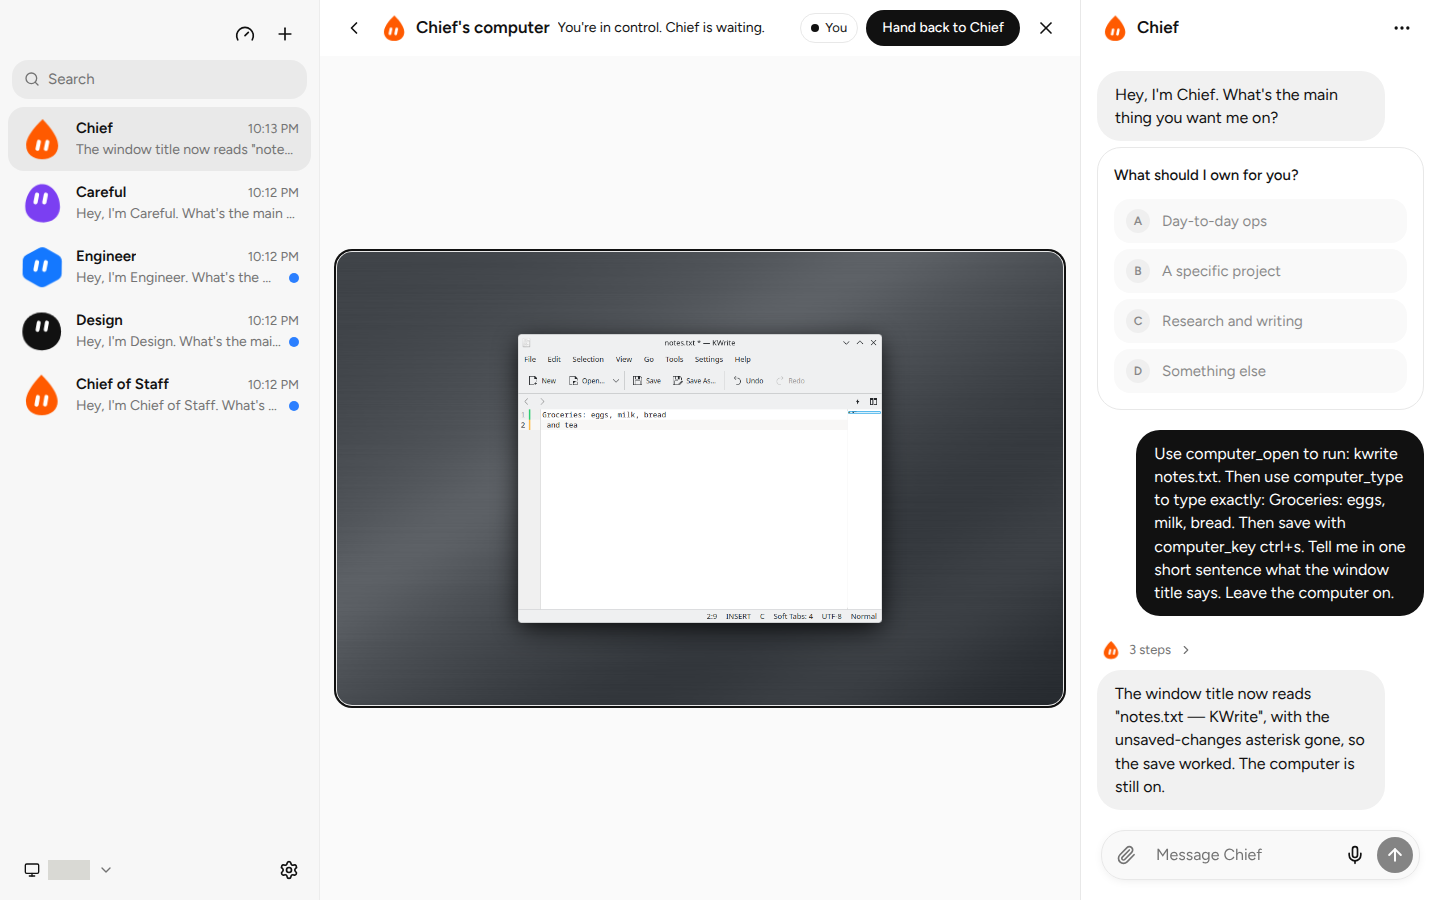 Search
Chief 10:13 PM
The window title now reads "note...
Careful 10:12 PM
Hey, I'm Careful. What's the main ...
Engineer 10:12 PM
Hey, I'm Engineer. What's the ...
Design 10:12 PM
Hey, I'm Design. What's the mai...
Chief of Staff 10:12 PM
Hey, I'm Chief of Staff. What's ...
Chief's computer You're in control. Chief is waiting. You Hand back to Chief
notes.txt * — KWrite
File Edit Selection View Go Tools Settings Help
New Open... Save Save As... Undo Redo
1 Groceries: eggs, milk, bread
2 and tea
2:9 INSERT C Soft Tabs: 4 UTF-8 Normal
Chief
Hey, I'm Chief. What's the main
thing you want me on?
What should I own for you?
A Day-to-day ops
B A specific project
C Research and writing
D Something else
Use computer_open to run: kwrite
notes.txt. Then use computer_type
to type exactly: Groceries: eggs,
milk, bread. Then save with
computer_key ctrl+s. Tell me in one
short sentence what the window
title says. Leave the computer on.
3 steps
The window title now reads
"notes.txt — KWrite", with the
unsaved-changes asterisk gone, so
the save worked. The computer is
still on.
Message Chief